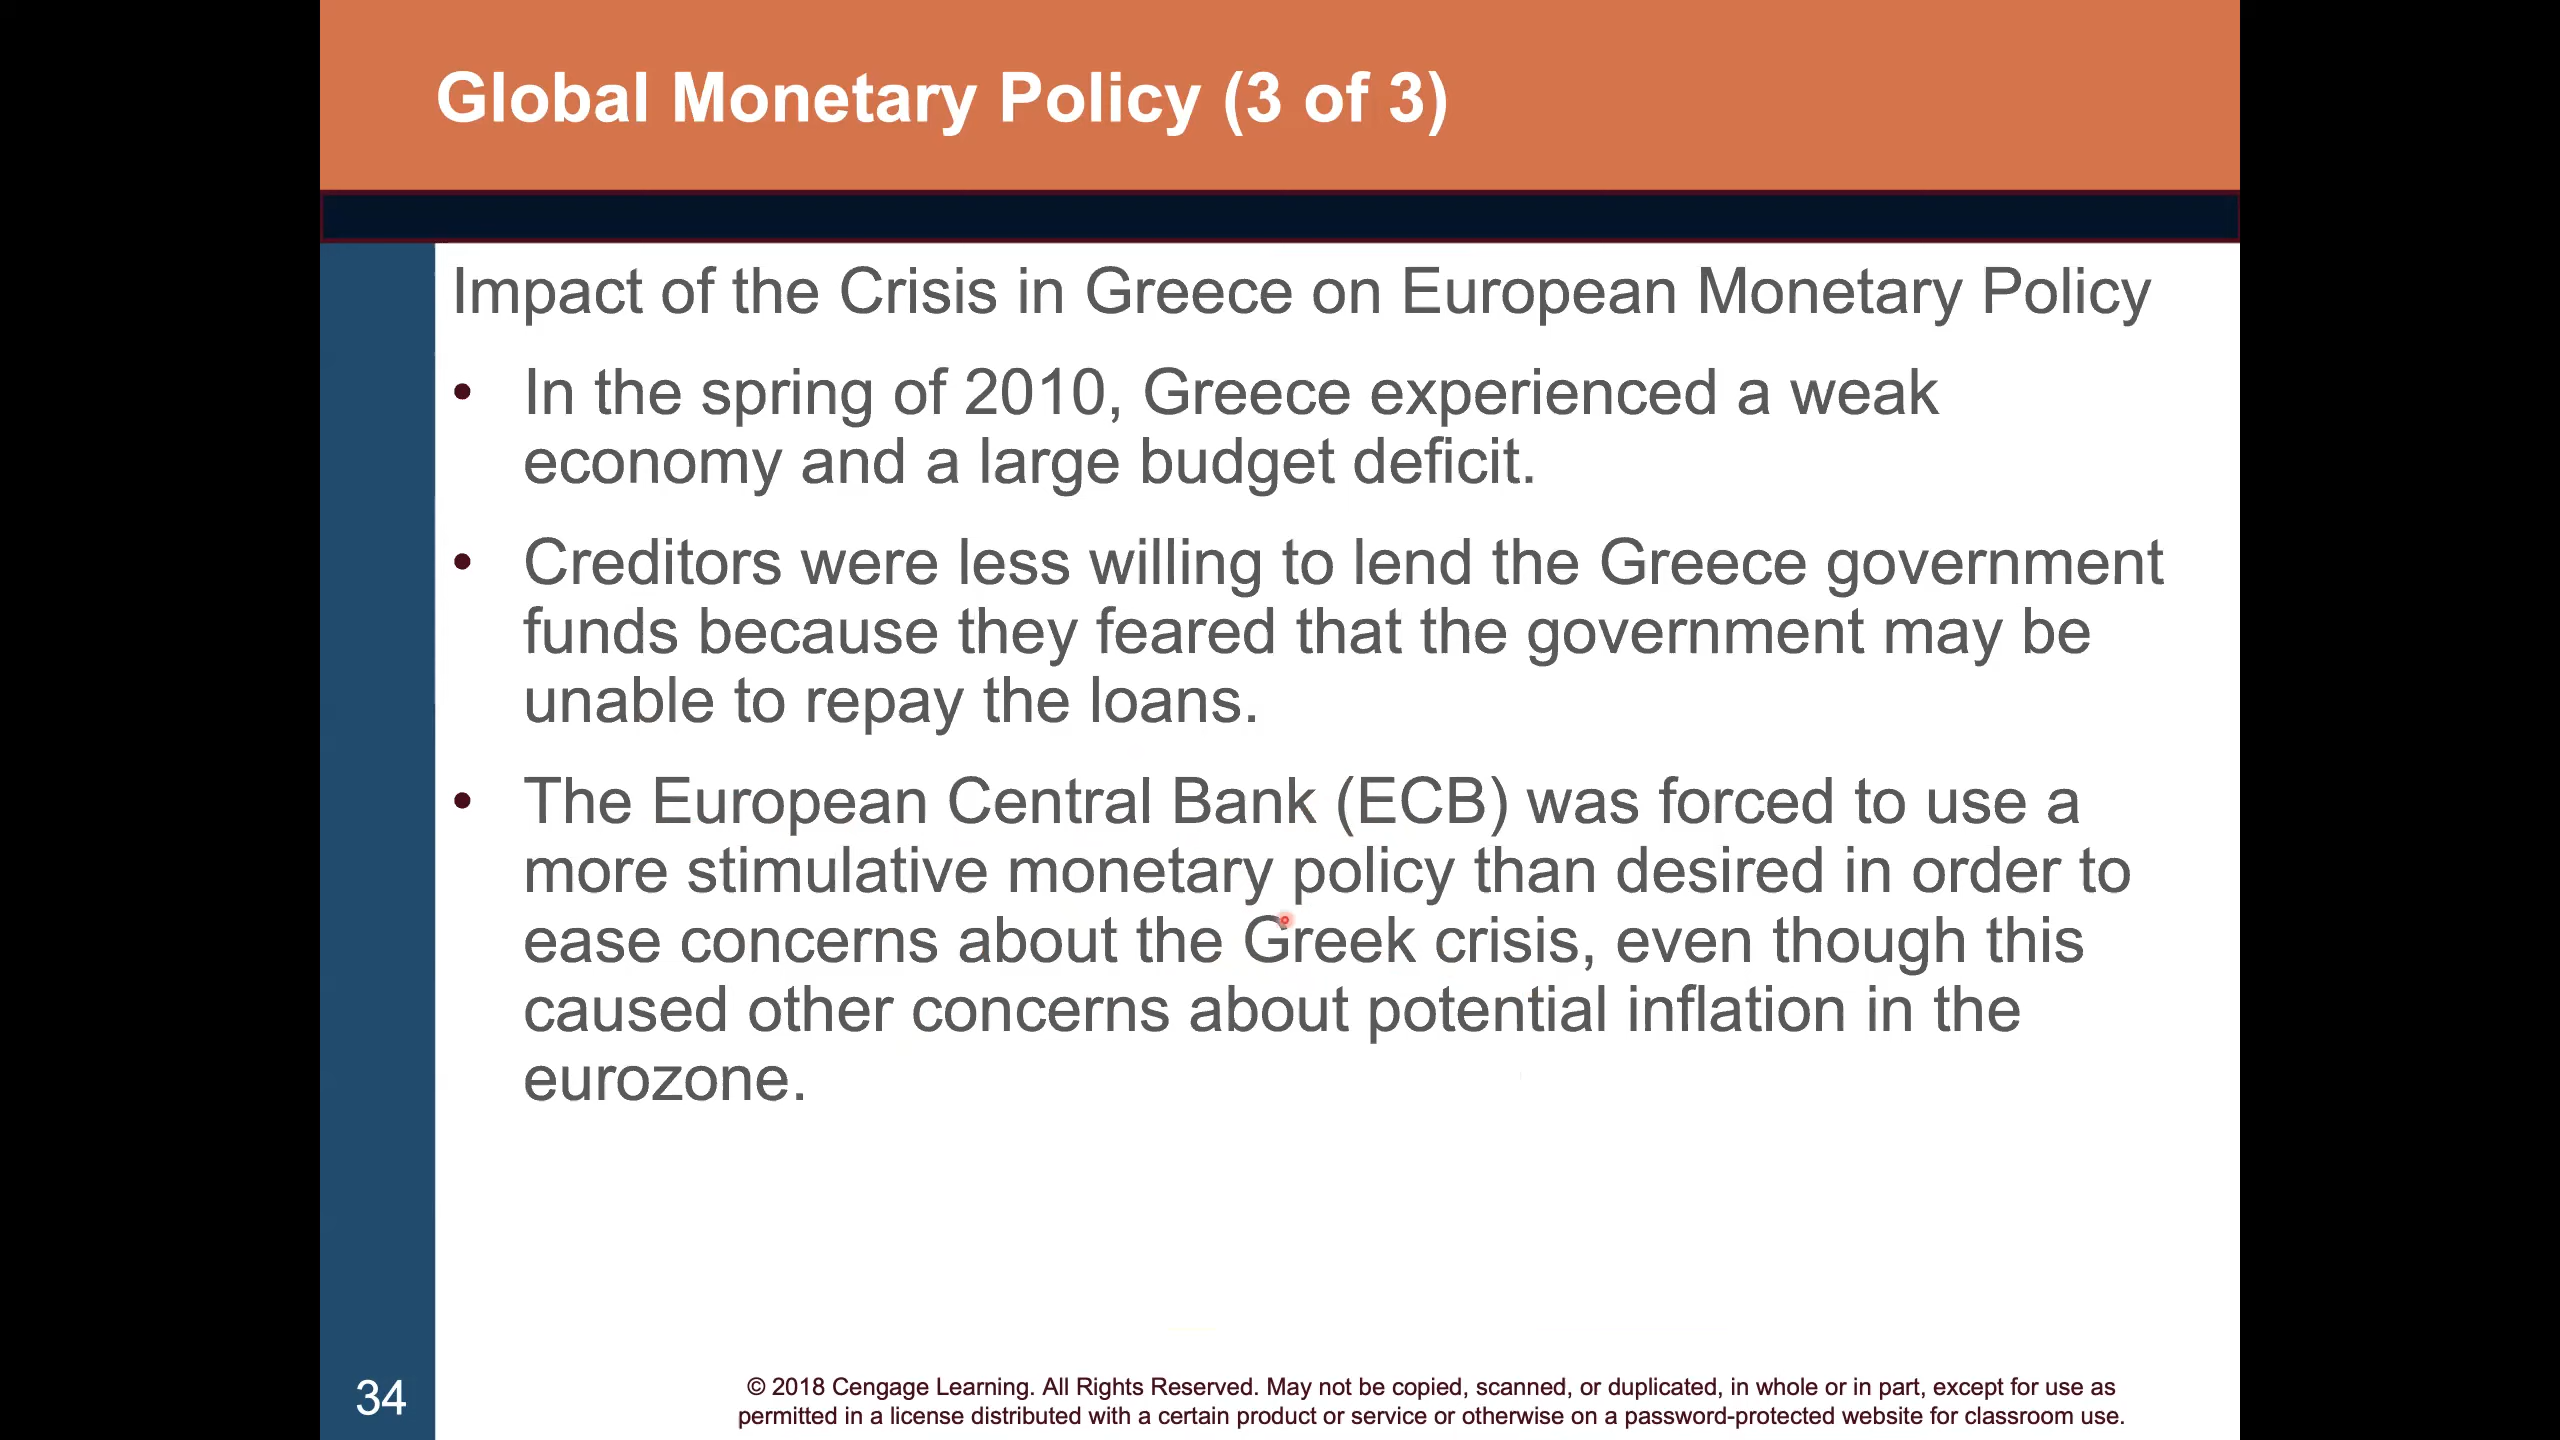 Global Monetary Policy (3 of 3)
Impact of the Crisis in Greece on European Monetary Policy
• In the spring of 2010, Greece experienced a weak
economy and a large budget deficit.
• Creditors were less willing to lend the Greece government
funds because they feared that the government may be
unable to repay the loans.
• The European Central Bank (ECB) was forced to use a
more stimulative monetary policy than desired in order to
ease concerns about the Greek crisis, even though this
caused other concerns about potential inflation in the
eurozone.
34
© 2018 Cengage Learning. All Rights Reserved. May not be copied, scanned, or duplicated, in whole or in part, except for use as
permitted in a license distributed with a certain product or service or otherwise on a password-protected website for classroom use.